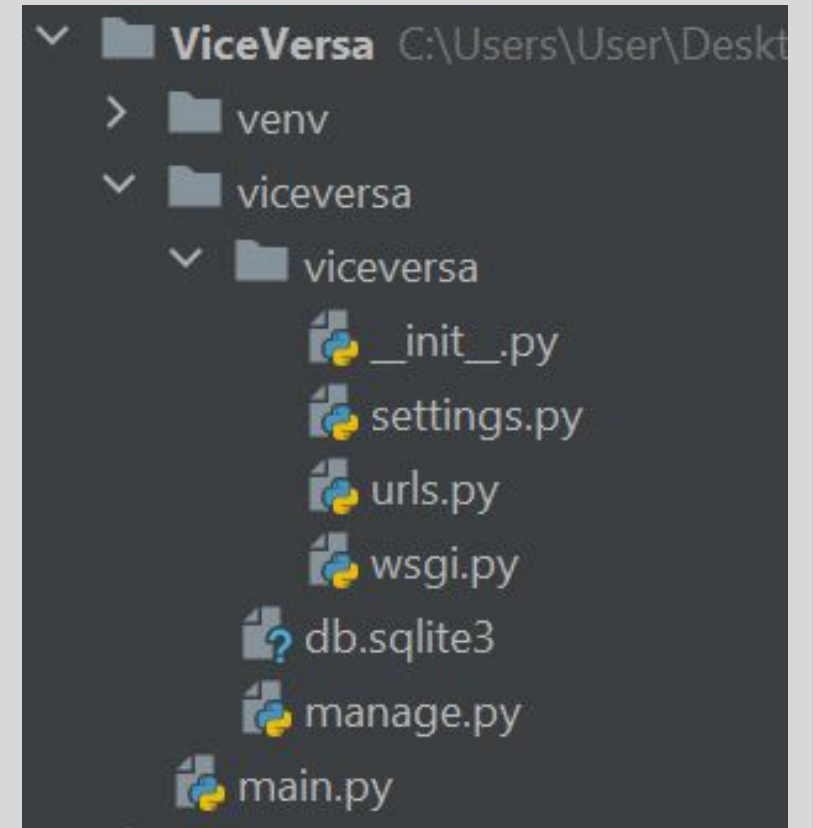 ViceVersa C:\Users\User\Deskt
venv
viceversa
viceversa
__init__.py
settings.py
urls.py
wsgi.py
db.sqlite3
manage.py
main.py